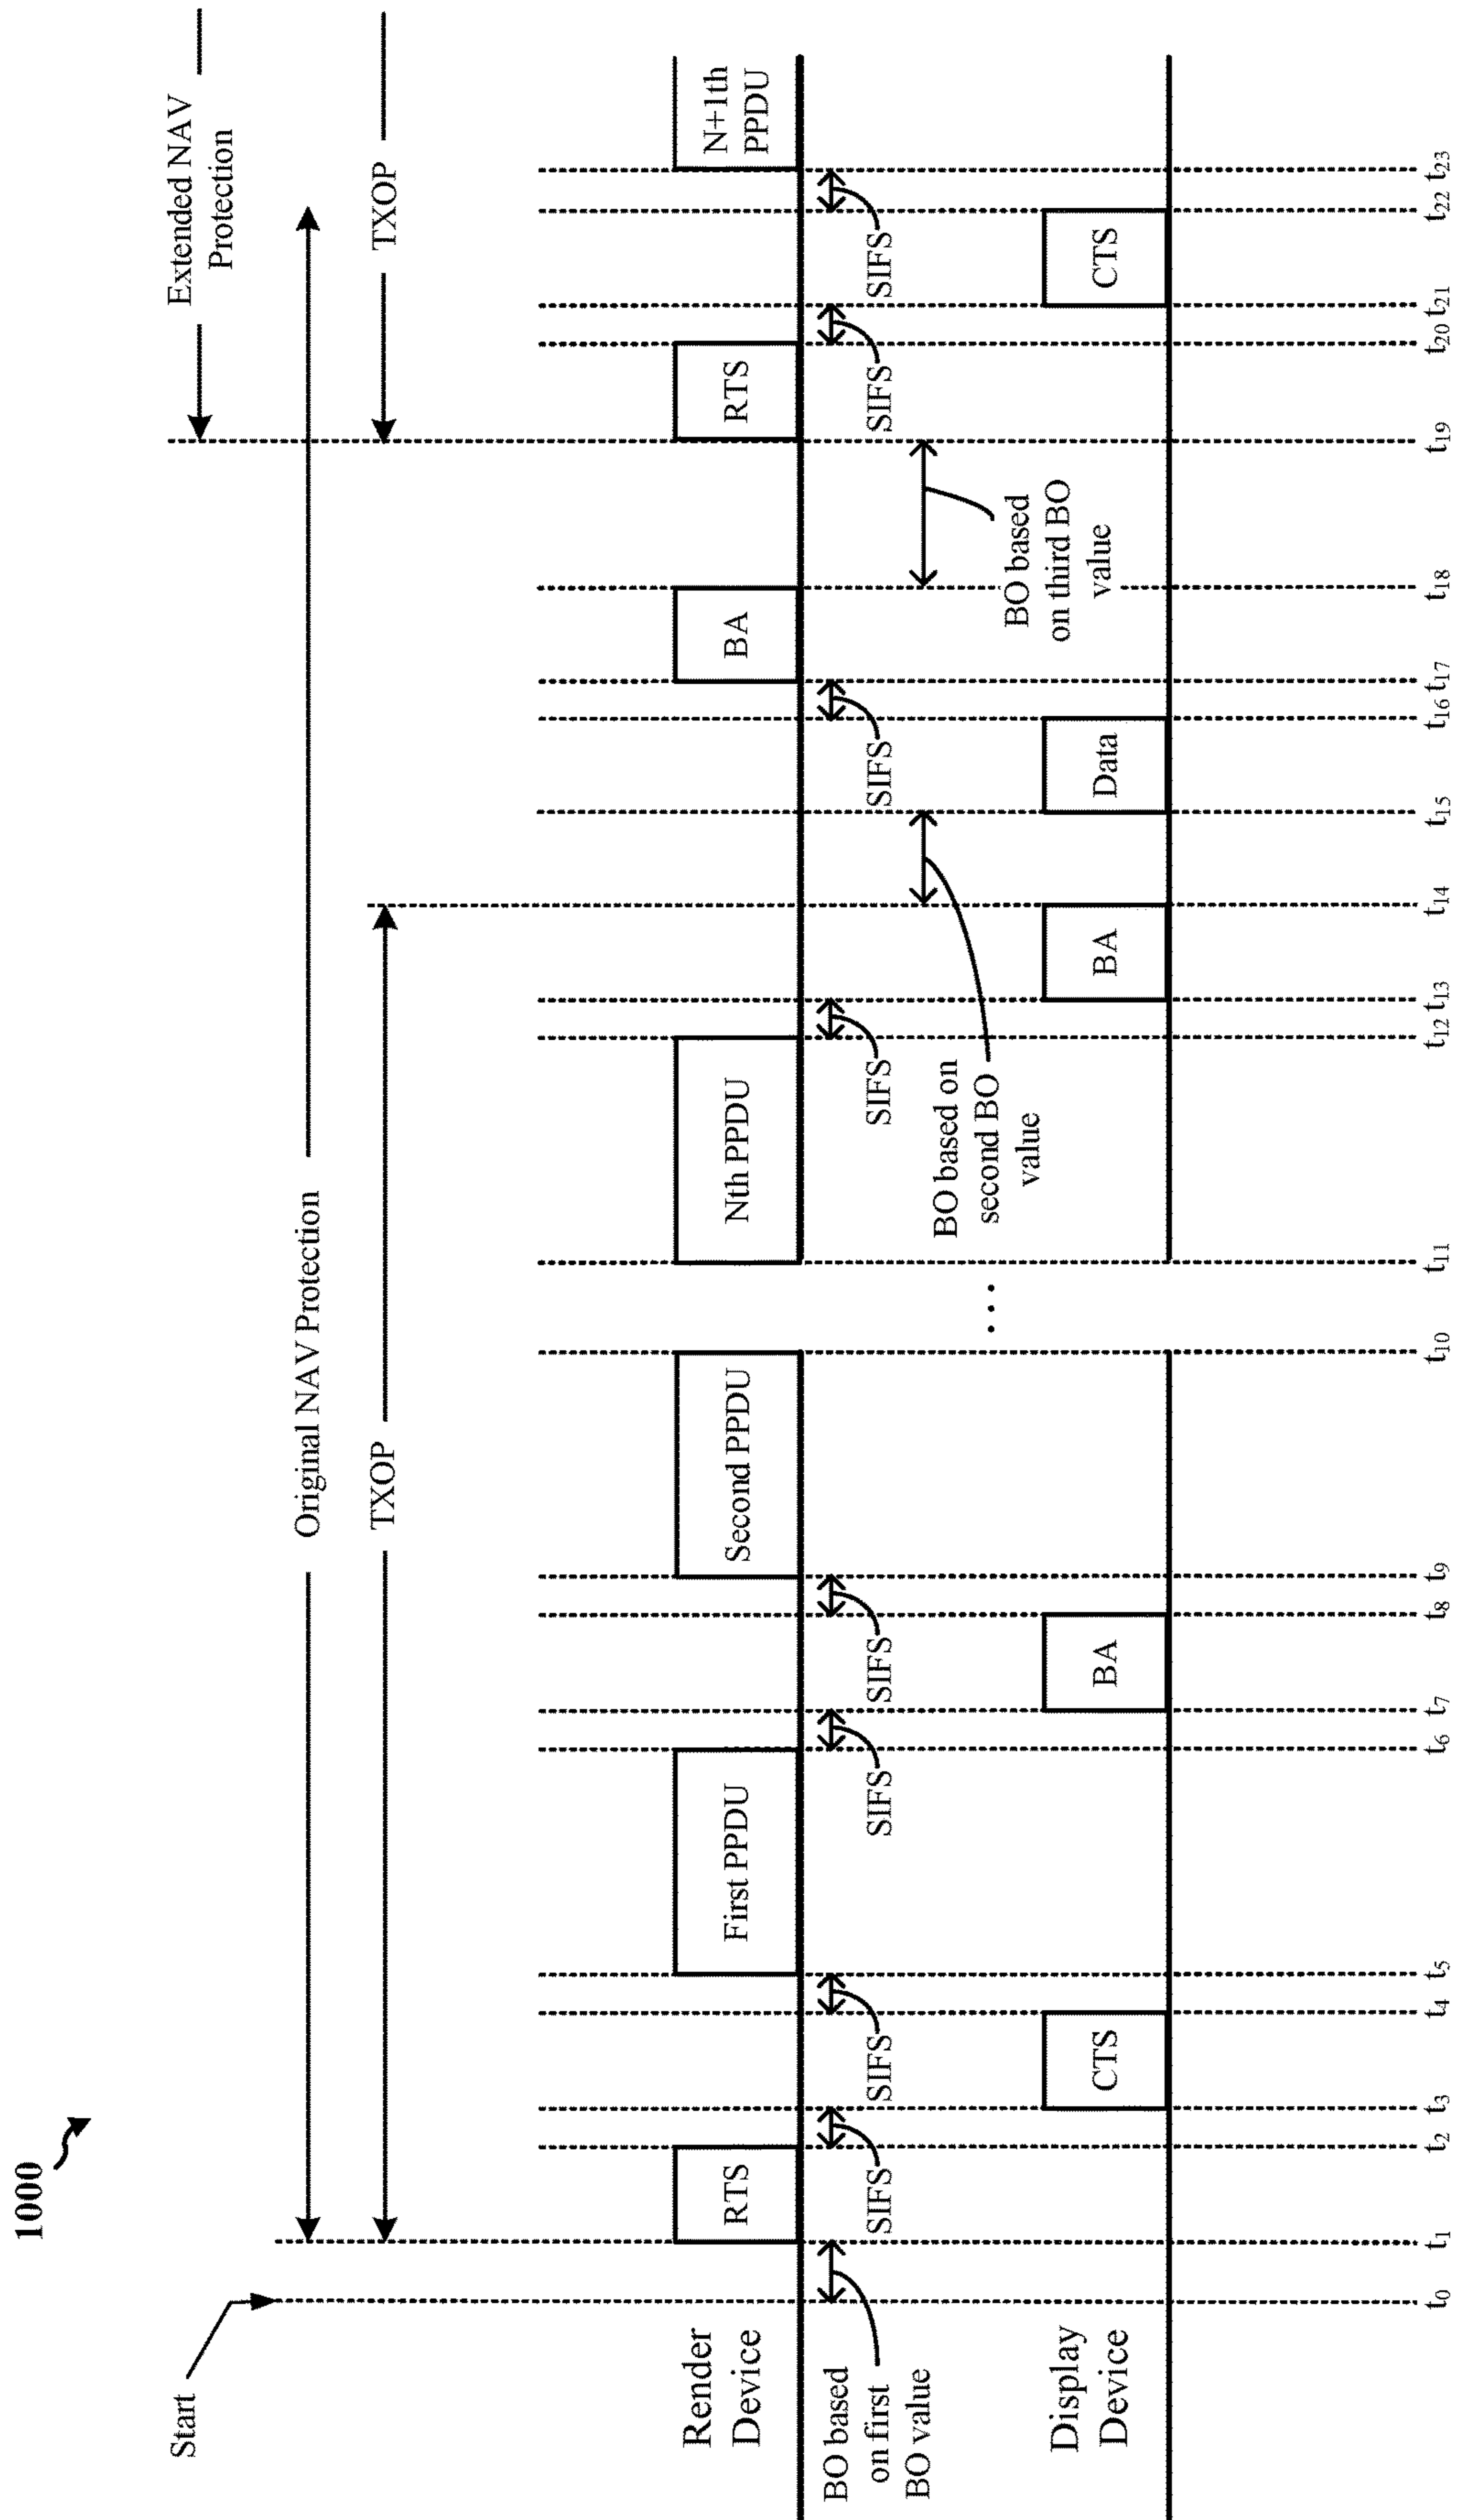 1000
Start
Extended NAV
Protection
Original NAV Protection
TXOP
TXOP
Render
Device
RTS
First PPDU
Second PPDU
Nth PPDU
BA
RTS
N+1th
PPDU
BO based
on first
BO value
SIFS
SIFS
SIFS
SIFS
SIFS
SIFS
SIFS
SIFS
BO based on
second BO
value
BO based
on third BO
value
...
Display
Device
CTS
BA
BA
Data
CTS
t0 t1 t2 t3 t4 t5 t6 t7 t8 t9 t10 t11 t12 t13 t14 t15 t16 t17 t18 t19 t20 t21 t22 t23